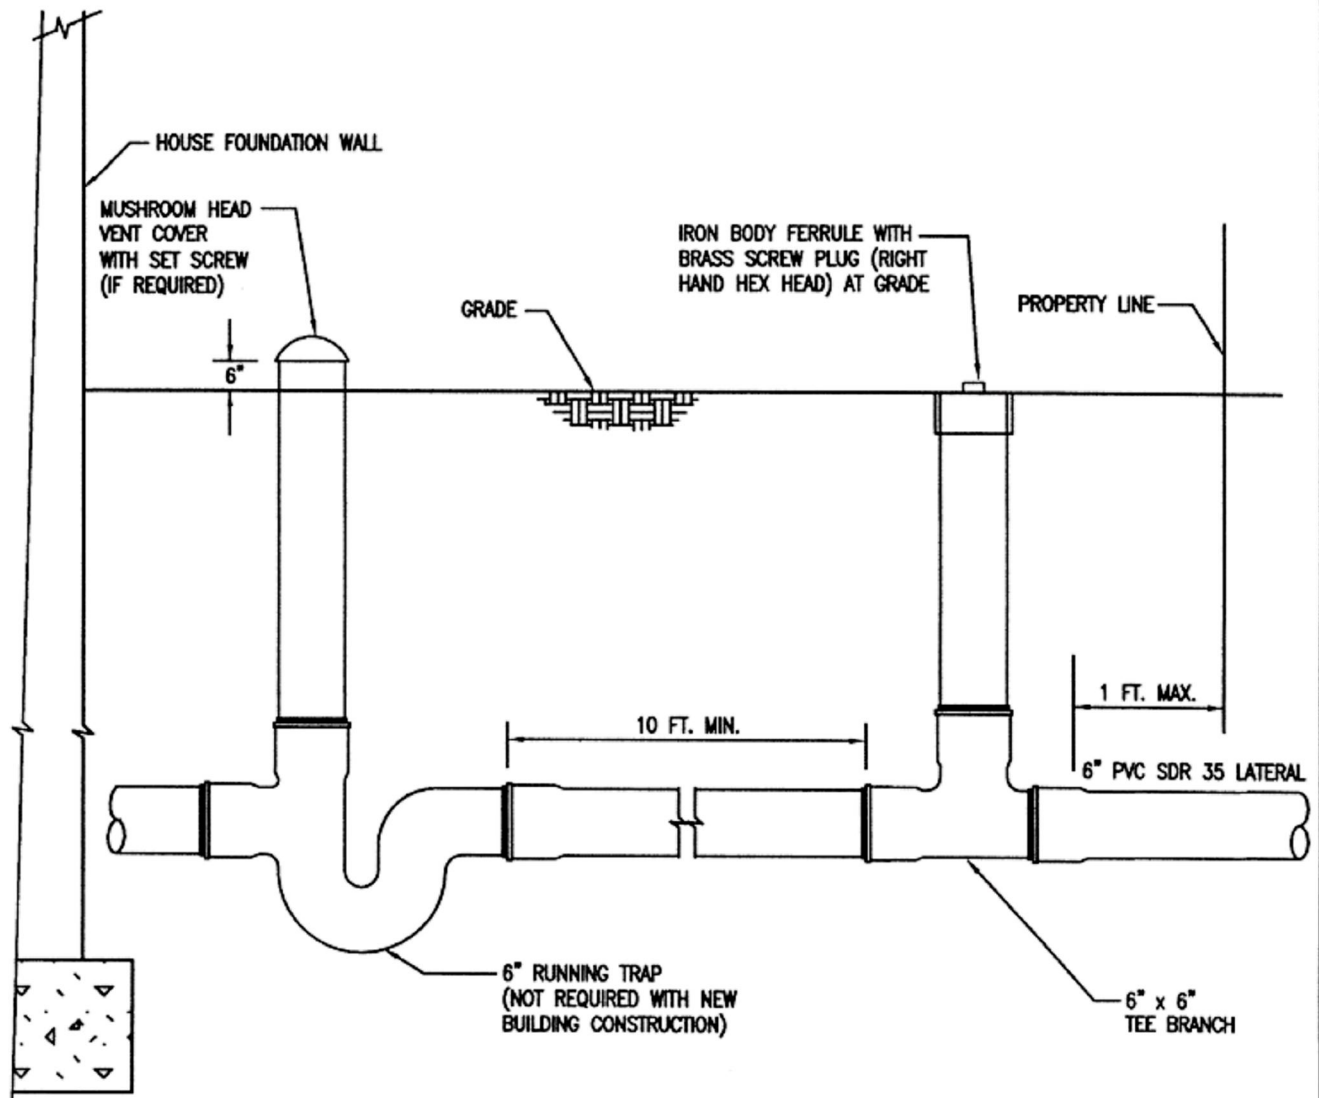 HOUSE FOUNDATION WALL
MUSHROOM HEAD
VENT COVER
WITH SET SCREW
(IF REQUIRED)
IRON BODY FERRULE WITH
BRASS SCREW PLUG (RIGHT
HAND HEX HEAD) AT GRADE
GRADE
PROPERTY LINE
6"
1 FT. MAX.
10 FT. MIN.
6" PVC SDR 35 LATERAL
6" RUNNING TRAP
(NOT REQUIRED WITH NEW
BUILDING CONSTRUCTION)
6" x 6"
TEE BRANCH